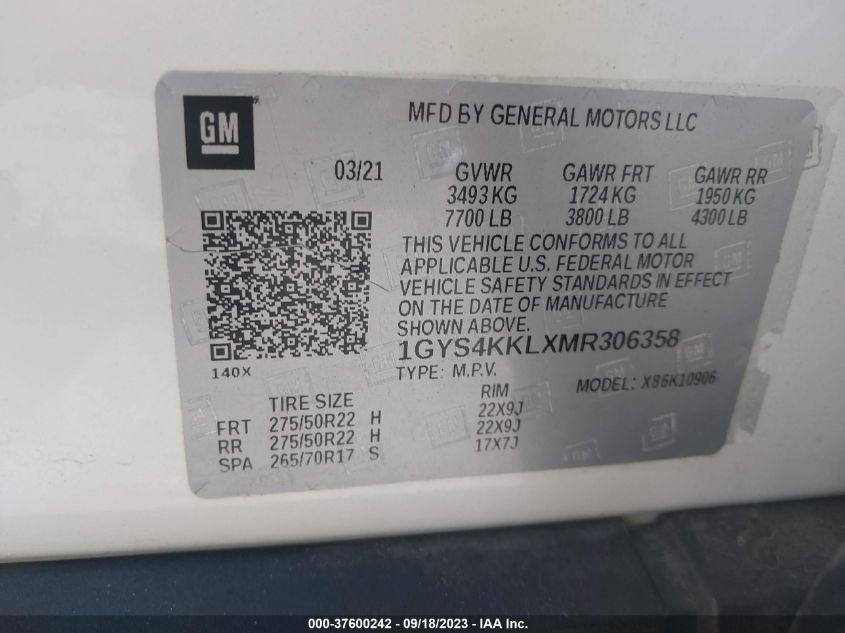 GM
MFD BY GENERAL MOTORS LLC
03/21 GVWR GAWR FRT GAWR RR
3493 KG 1724 KG 1950 KG
7700 LB 3800 LB 4300 LB
THIS VEHICLE CONFORMS TO ALL
APPLICABLE U.S. FEDERAL MOTOR
VEHICLE SAFETY STANDARDS IN EFFECT
ON THE DATE OF MANUFACTURE
SHOWN ABOVE.
1GYS4KKLXMR306358
140X
TYPE: M.P.V. MODEL: X86K10906
TIRE SIZE RIM
FRT 275/50R22 H 22X9J
RR 275/50R22 H 22X9J
SPA 265/70R17 S 17X7J
000-37600242 - 09/18/2023 - IAA Inc.